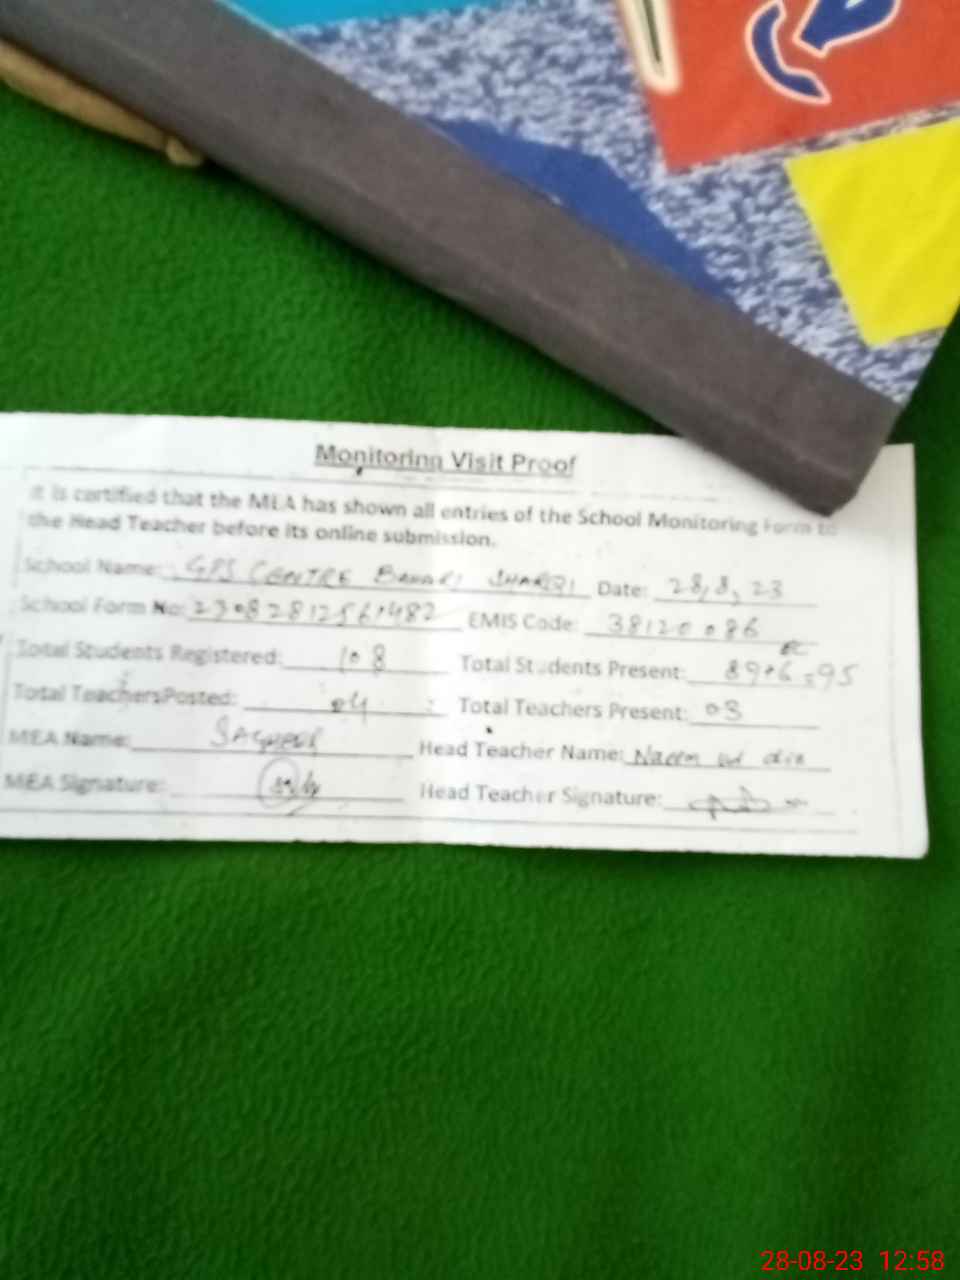 Monitoring Visit Proof
It is certified that the MEA has shown all entries of the School Monitoring Form to
the Head Teacher before its online submission.
School Name: GPS CENTRE Date: 28,8,23
School Form No: EMIS Code: 38120086
Total Students Registered: 108 Total Students Present: 89+6=95
Total TeachersPosted: 04 Total Teachers Present: 03
MEA Name: Head Teacher Name: Naeem ud din
MEA Signature: Head Teacher Signature:
28-08-23 12:58